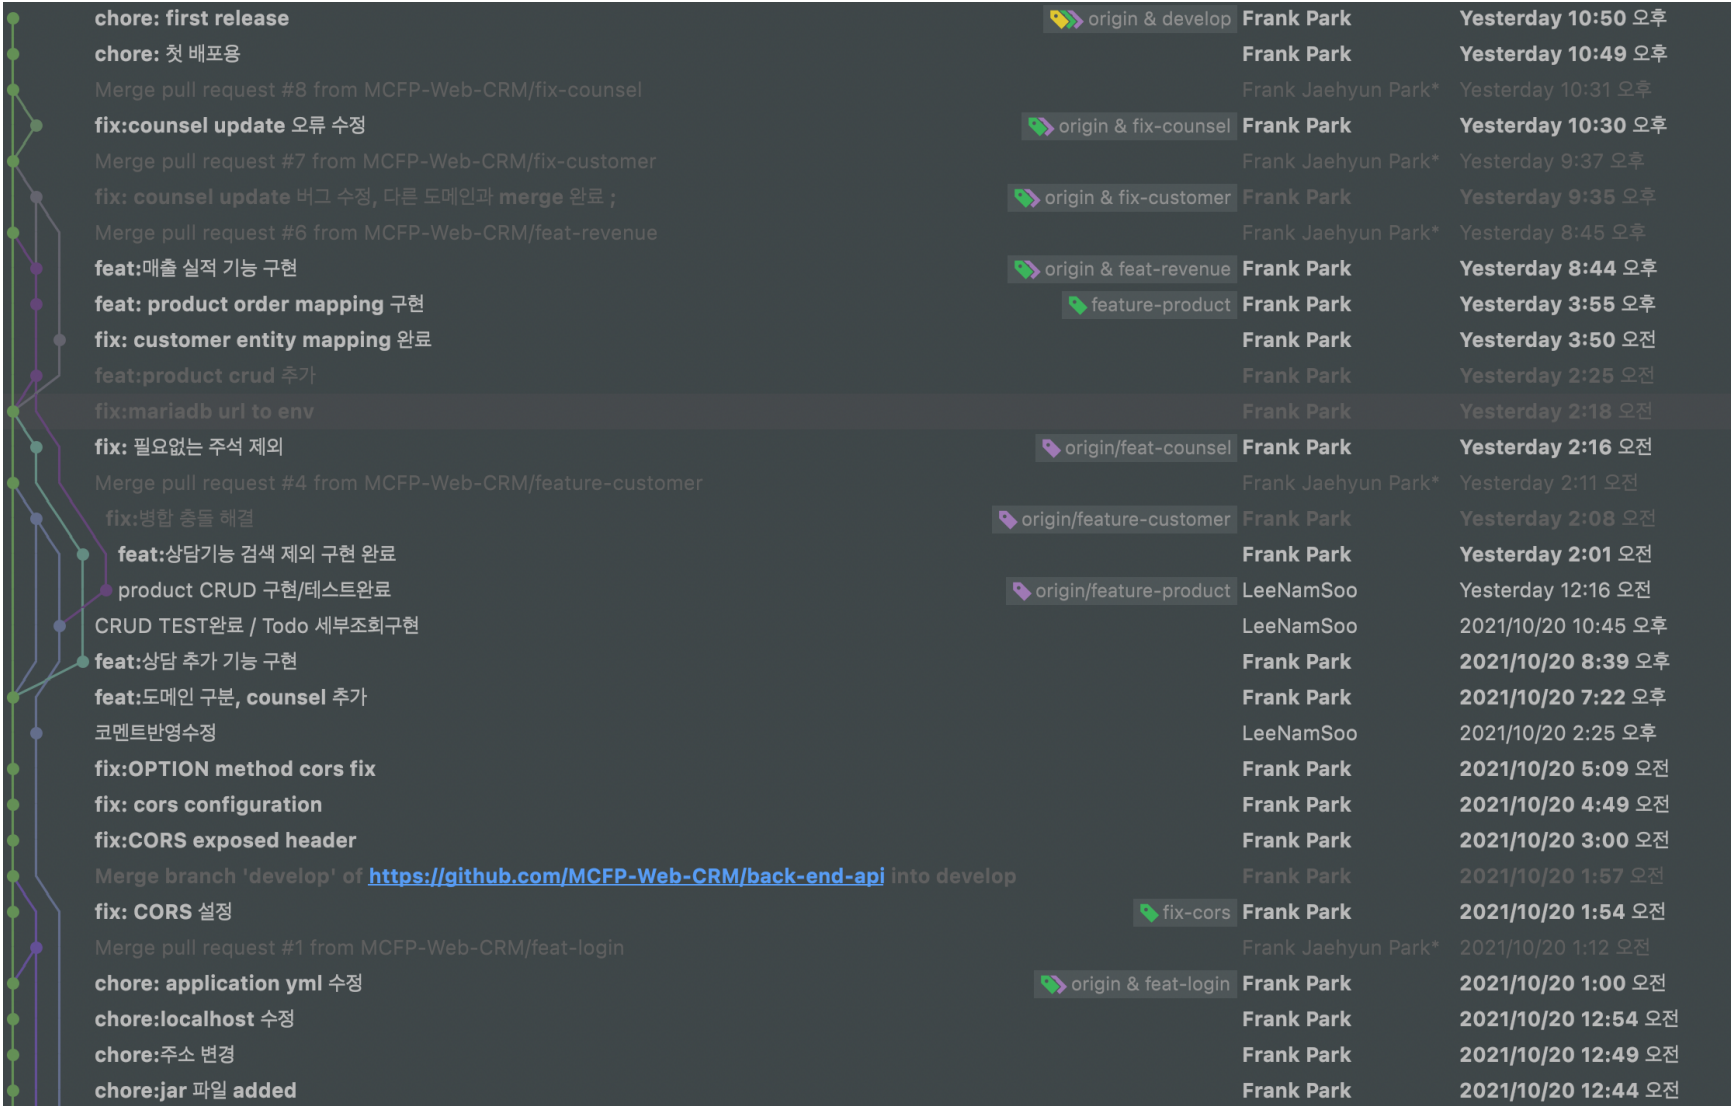 chore: first release origin & develop Frank Park Yesterday 10:50 오후
chore: 첫 배포용 Frank Park Yesterday 10:49 오후
Merge pull request #8 from MCFP-Web-CRM/fix-counsel Frank Jaehyun Park* Yesterday 10:31 오후
fix:counsel update 오류 수정 origin & fix-counsel Frank Park Yesterday 10:30 오후
Merge pull request #7 from MCFP-Web-CRM/fix-customer Frank Jaehyun Park* Yesterday 9:37 오후
fix: counsel update 버그 수정, 다른 도메인과 merge 완료 ; origin & fix-customer Frank Park Yesterday 9:35 오후
Merge pull request #6 from MCFP-Web-CRM/feat-revenue Frank Jaehyun Park* Yesterday 8:45 오후
feat:매출 실적 기능 구현 origin & feat-revenue Frank Park Yesterday 8:44 오후
feat: product order mapping 구현 feature-product Frank Park Yesterday 3:55 오후
fix: customer entity mapping 완료 Frank Park Yesterday 3:50 오전
feat:product crud 추가 Frank Park Yesterday 2:25 오전
fix:mariadb url to env Frank Park Yesterday 2:18 오전
fix: 필요없는 주석 제외 origin/feat-counsel Frank Park Yesterday 2:16 오전
Merge pull request #4 from MCFP-Web-CRM/feature-customer Frank Jaehyun Park* Yesterday 2:11 오전
fix:병합 충돌 해결 origin/feature-customer Frank Park Yesterday 2:08 오전
feat:상담기능 검색 제외 구현 완료 Frank Park Yesterday 2:01 오전
product CRUD 구현/테스트완료 origin/feature-product LeeNamSoo Yesterday 12:16 오전
CRUD TEST완료 / Todo 세부조회구현 LeeNamSoo 2021/10/20 10:45 오후
feat:상담 추가 기능 구현 Frank Park 2021/10/20 8:39 오후
feat:도메인 구분, counsel 추가 Frank Park 2021/10/20 7:22 오후
코멘트반영수정 LeeNamSoo 2021/10/20 2:25 오후
fix:OPTION method cors fix Frank Park 2021/10/20 5:09 오전
fix: cors configuration Frank Park 2021/10/20 4:49 오전
fix:CORS exposed header Frank Park 2021/10/20 3:00 오전
Merge branch 'develop' of https://github.com/MCFP-Web-CRM/back-end-api into develop Frank Park 2021/10/20 1:57 오전
fix: CORS 설정 fix-cors Frank Park 2021/10/20 1:54 오전
Merge pull request #1 from MCFP-Web-CRM/feat-login Frank Jaehyun Park* 2021/10/20 1:12 오전
chore: application yml 수정 origin & feat-login Frank Park 2021/10/20 1:00 오전
chore:localhost 수정 Frank Park 2021/10/20 12:54 오전
chore:주소 변경 Frank Park 2021/10/20 12:49 오전
chore:jar 파일 added Frank Park 2021/10/20 12:44 오전